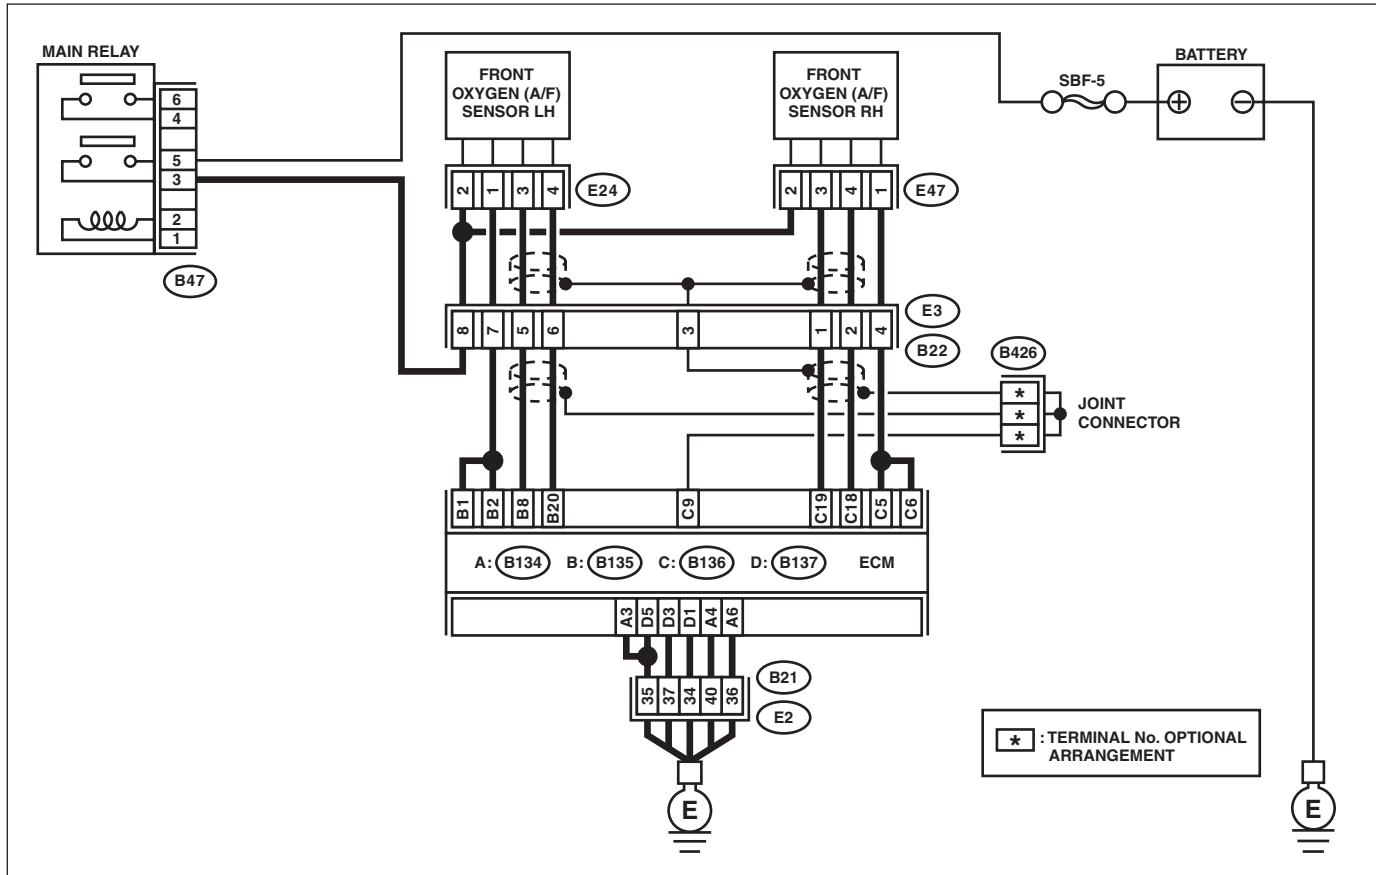 MAIN RELAY
6
4
5
3
2
1
B47
FRONT
OXYGEN (A/F)
SENSOR LH
FRONT
OXYGEN (A/F)
SENSOR RH
SBF-5
BATTERY
+
−
2 1 3 4
E24
2 3 4 1
E47
8 7 5 6 3 1 2 4
E3
B22
B426
*
*
*
JOINT
CONNECTOR
B1 B2 B8 B20 C9 C19 C18 C5 C6
A: B134 B: B135 C: B136 D: B137 ECM
A3 D5 D3 D1 A4 A6
35 37 34 40 36
B21
E2
* : TERMINAL No. OPTIONAL
ARRANGEMENT
E
E